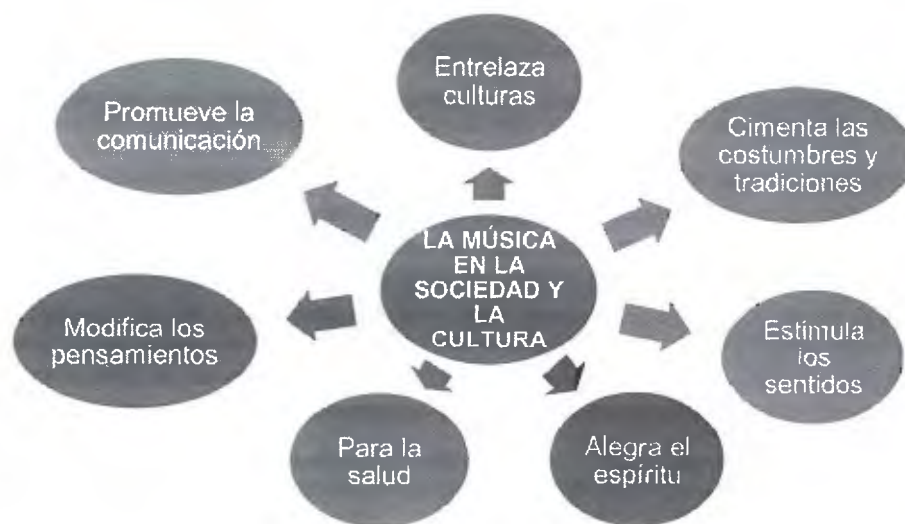 Entrelaza
culturas
Promueve la
comunicación
Cimenta las
costumbres y
tradiciones
LA MÚSICA
EN LA
SOCIEDAD Y
LA
CULTURA
Modifica los
pensamientos
Estimula
los
sentidos
Para la
salud
Alegra el
espíritu